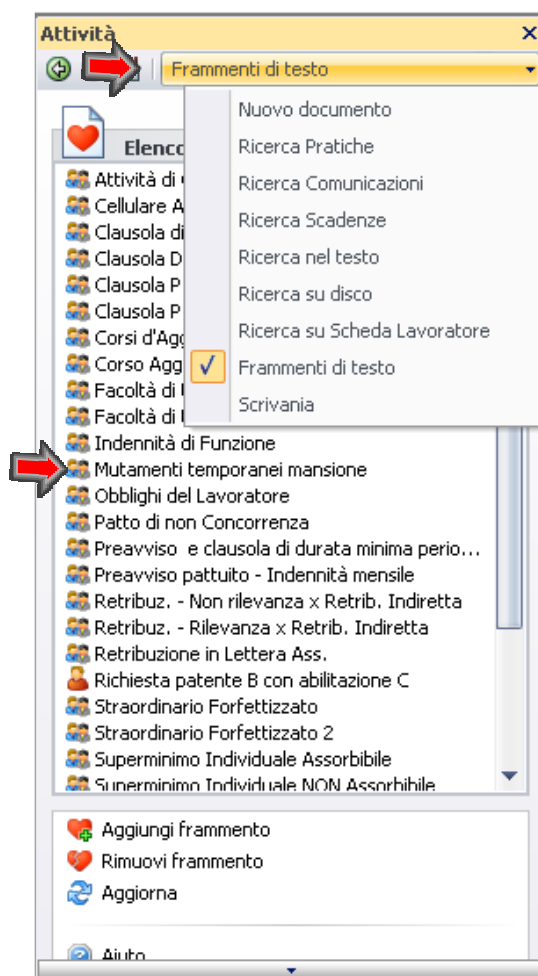 Attività
Frammenti di testo
Nuovo documento
Ricerca Pratiche
Ricerca Comunicazioni
Ricerca Scadenze
Ricerca nel testo
Ricerca su disco
Ricerca su Scheda Lavoratore
Frammenti di testo
Scrivania
Elenco
Attività di
Cellulare A
Clausola di
Clausola D
Clausola P
Clausola P
Corsi d'Agg
Corso Agg
Facoltà di
Facoltà di
Indennità di Funzione
Mutamenti temporanei mansione
Obblighi del Lavoratore
Patto di non Concorrenza
Preavviso e clausola di durata minima perio...
Preavviso pattuito - Indennità mensile
Retribuz. - Non rilevanza x Retrib. Indiretta
Retribuz. - Rilevanza x Retrib. Indiretta
Retribuzione in Lettera Ass.
Richiesta patente B con abilitazione C
Straordinario Forfettizzato
Straordinario Forfettizzato 2
Superminimo Individuale Assorbibile
Superminimo Individuale NON Assorbibile
Aggiungi frammento
Rimuovi frammento
Aggiorna
Aiuto